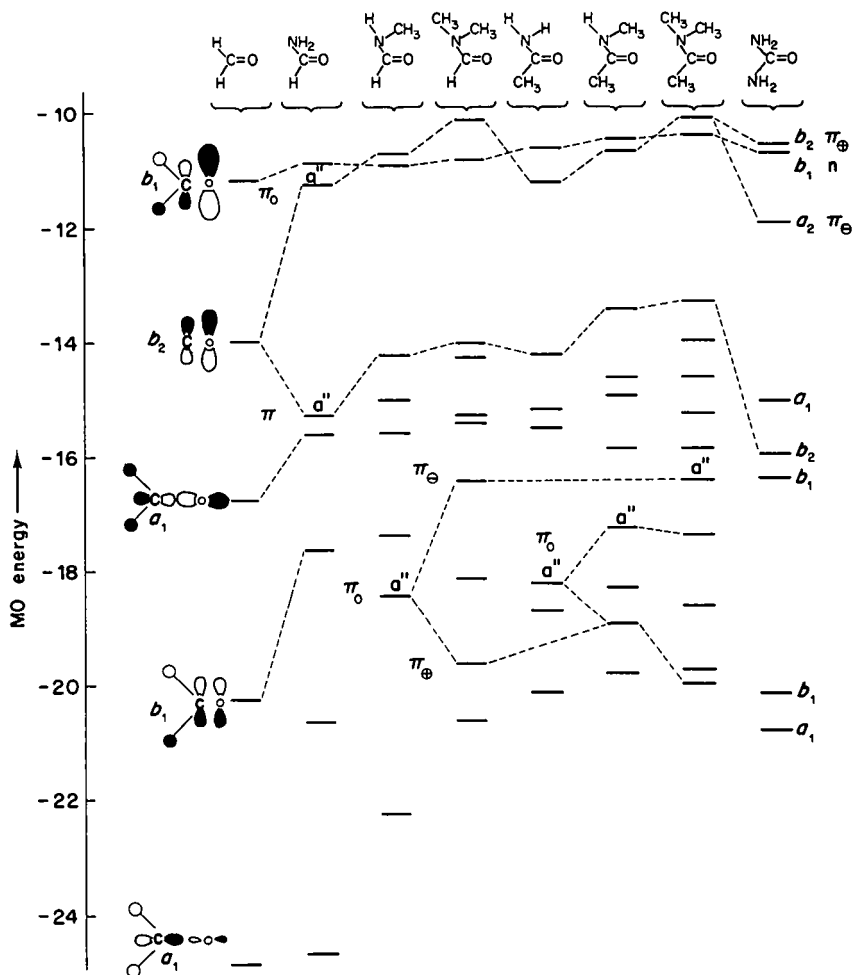 H H C=O
NH₂ H C=O
H N CH₃ H C=O
CH₃ N CH₃ H C=O
H N H CH₃ C=O
H N CH₃ CH₃ C=O
CH₃ N CH₃ CH₃ C=O
NH₂ NH₂ C=O
-10
b₂ π⊕
b₁ n
b₁ C o
π₀ a"
-12
a₂ π⊖
-14
b₂ C o
π a"
a₁
-16
b₂
b₁
π⊖ a"
C o
a₁
a"
π₀
-18
a"
π₀ a"
π⊕
-20
b₁ C o
b₁
a₁
-22
-24
C o
a₁
MO energy